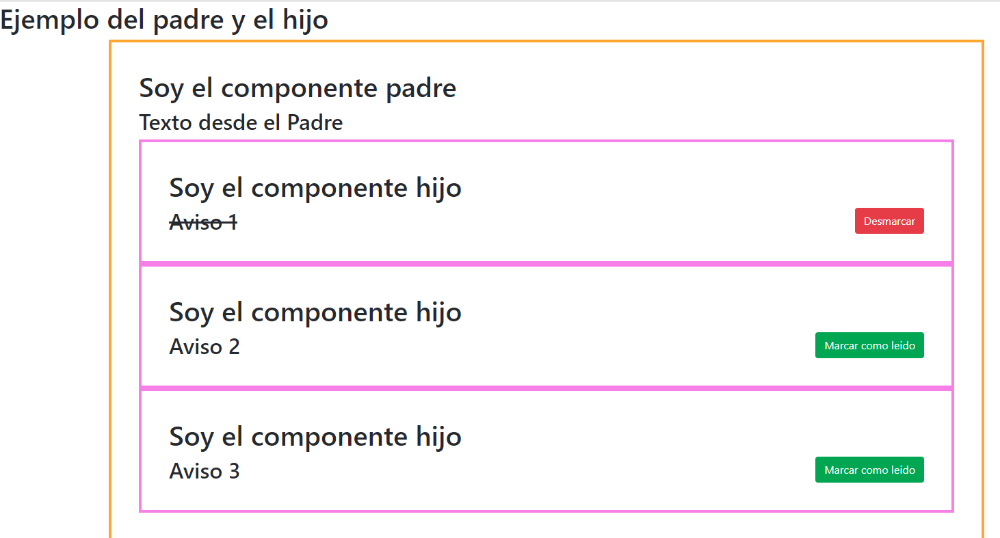 Ejemplo del padre y el hijo
Soy el componente padre
Texto desde el Padre
Soy el componente hijo
Aviso 1
Desmarcar
Soy el componente hijo
Aviso 2
Marcar como leido
Soy el componente hijo
Aviso 3
Marcar como leido